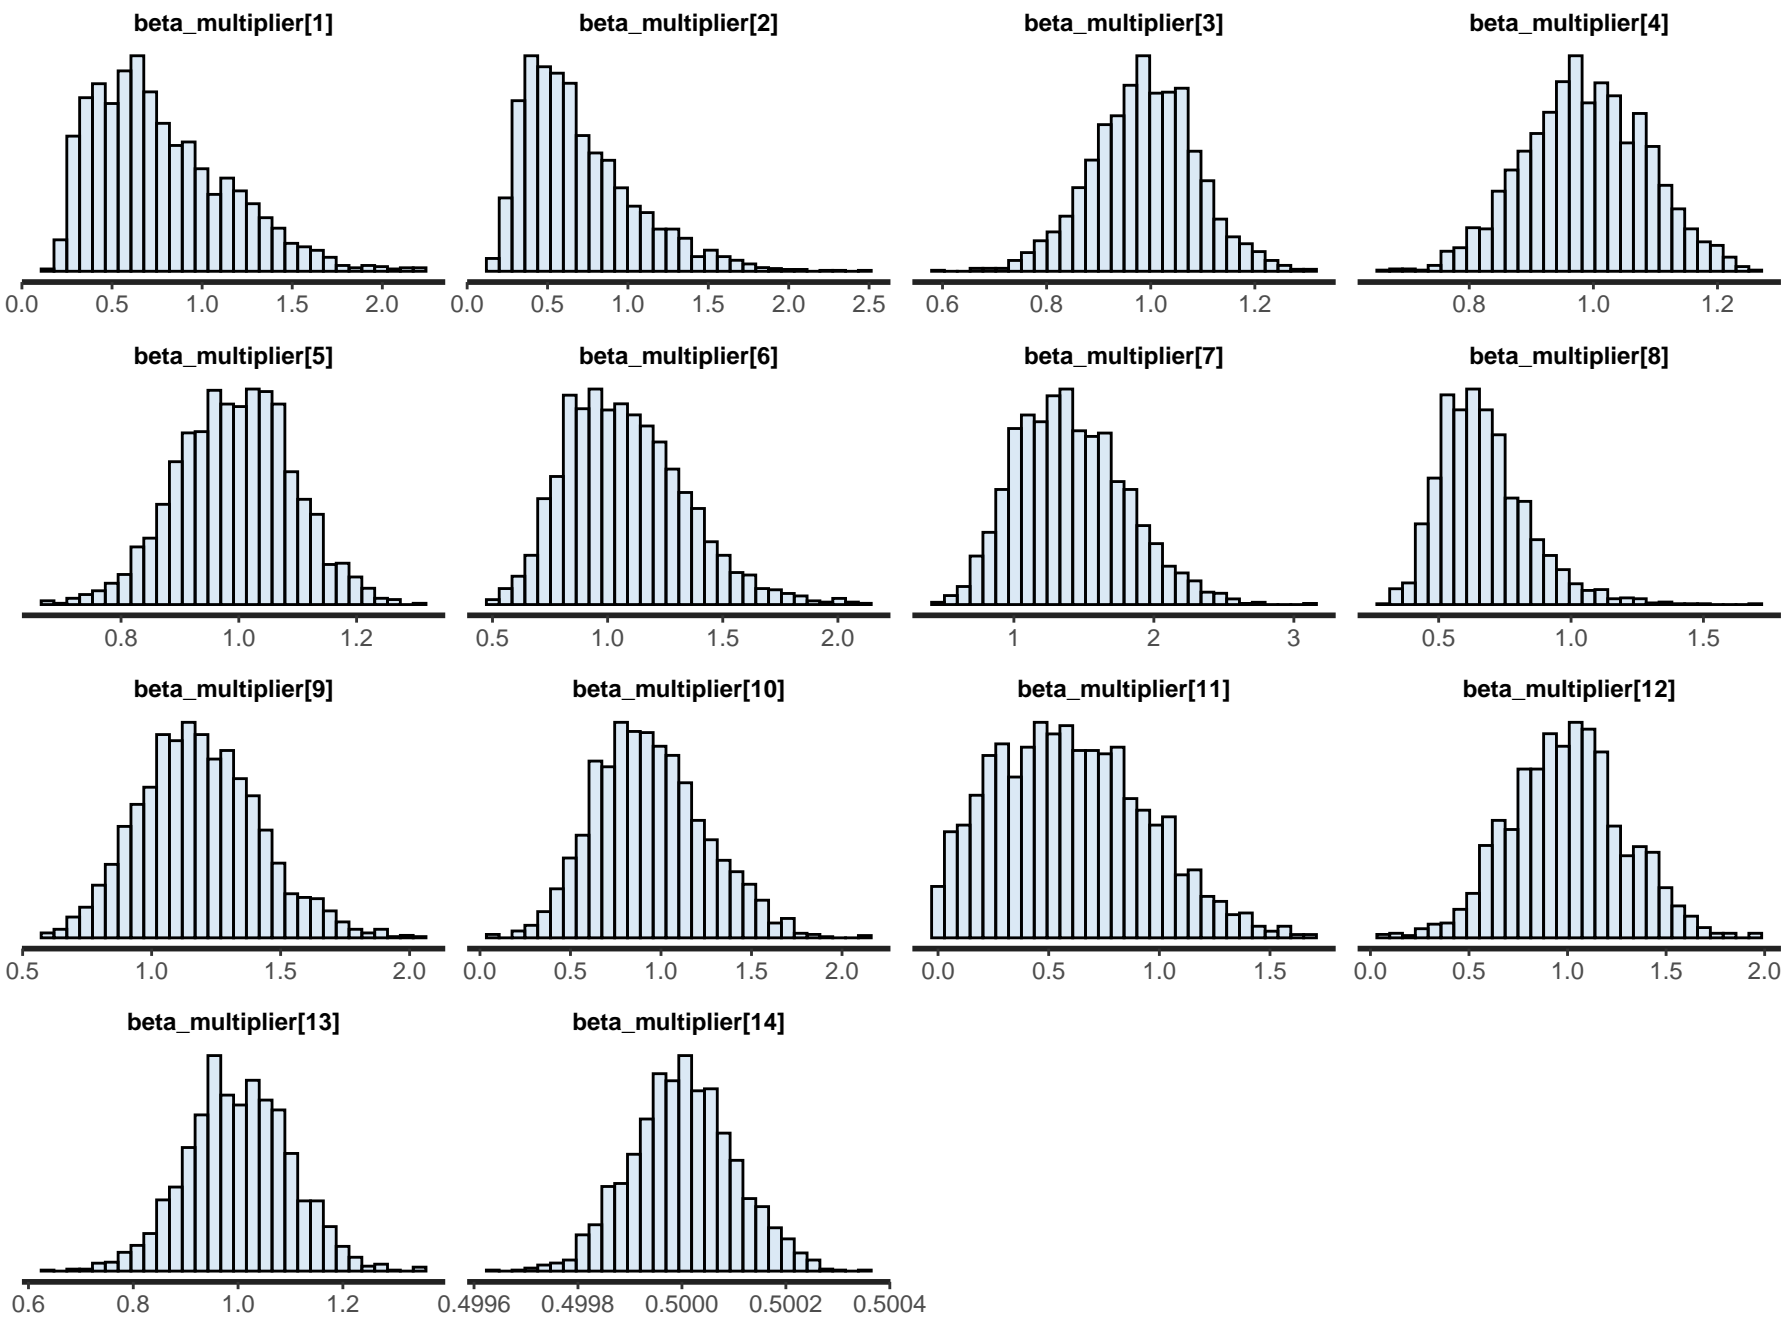 beta_multiplier[1] beta_multiplier[2] beta_multiplier[3] beta_multiplier[4]
0.0 0.5 1.0 1.5 2.0 0.0 0.5 1.0 1.5 2.0 2.5 0.6 0.8 1.0 1.2 0.8 1.0 1.2
beta_multiplier[5] beta_multiplier[6] beta_multiplier[7] beta_multiplier[8]
0.8 1.0 1.2 0.5 1.0 1.5 2.0 1 2 3 0.5 1.0 1.5
beta_multiplier[9] beta_multiplier[10] beta_multiplier[11] beta_multiplier[12]
0.5 1.0 1.5 2.0 0.0 0.5 1.0 1.5 2.0 0.0 0.5 1.0 1.5 0.0 0.5 1.0 1.5 2.0
beta_multiplier[13] beta_multiplier[14]
0.6 0.8 1.0 1.2 0.4996 0.4998 0.5000 0.5002 0.5004